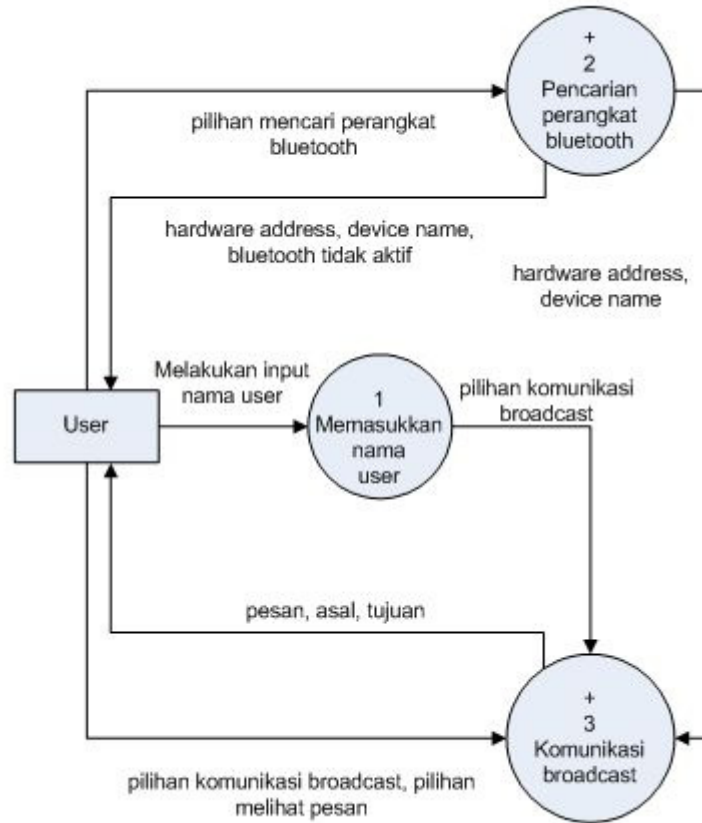 +
2
Pencarian
perangkat
bluetooth
pilihan mencari perangkat
bluetooth
hardware address, device name,
bluetooth tidak aktif
hardware address,
device name
Melakukan input
nama user
User
1
Memasukkan
nama
user
pilihan komunikasi
broadcast
pesan, asal, tujuan
+
3
Komunikasi
broadcast
pilihan komunikasi broadcast, pilihan
melihat pesan